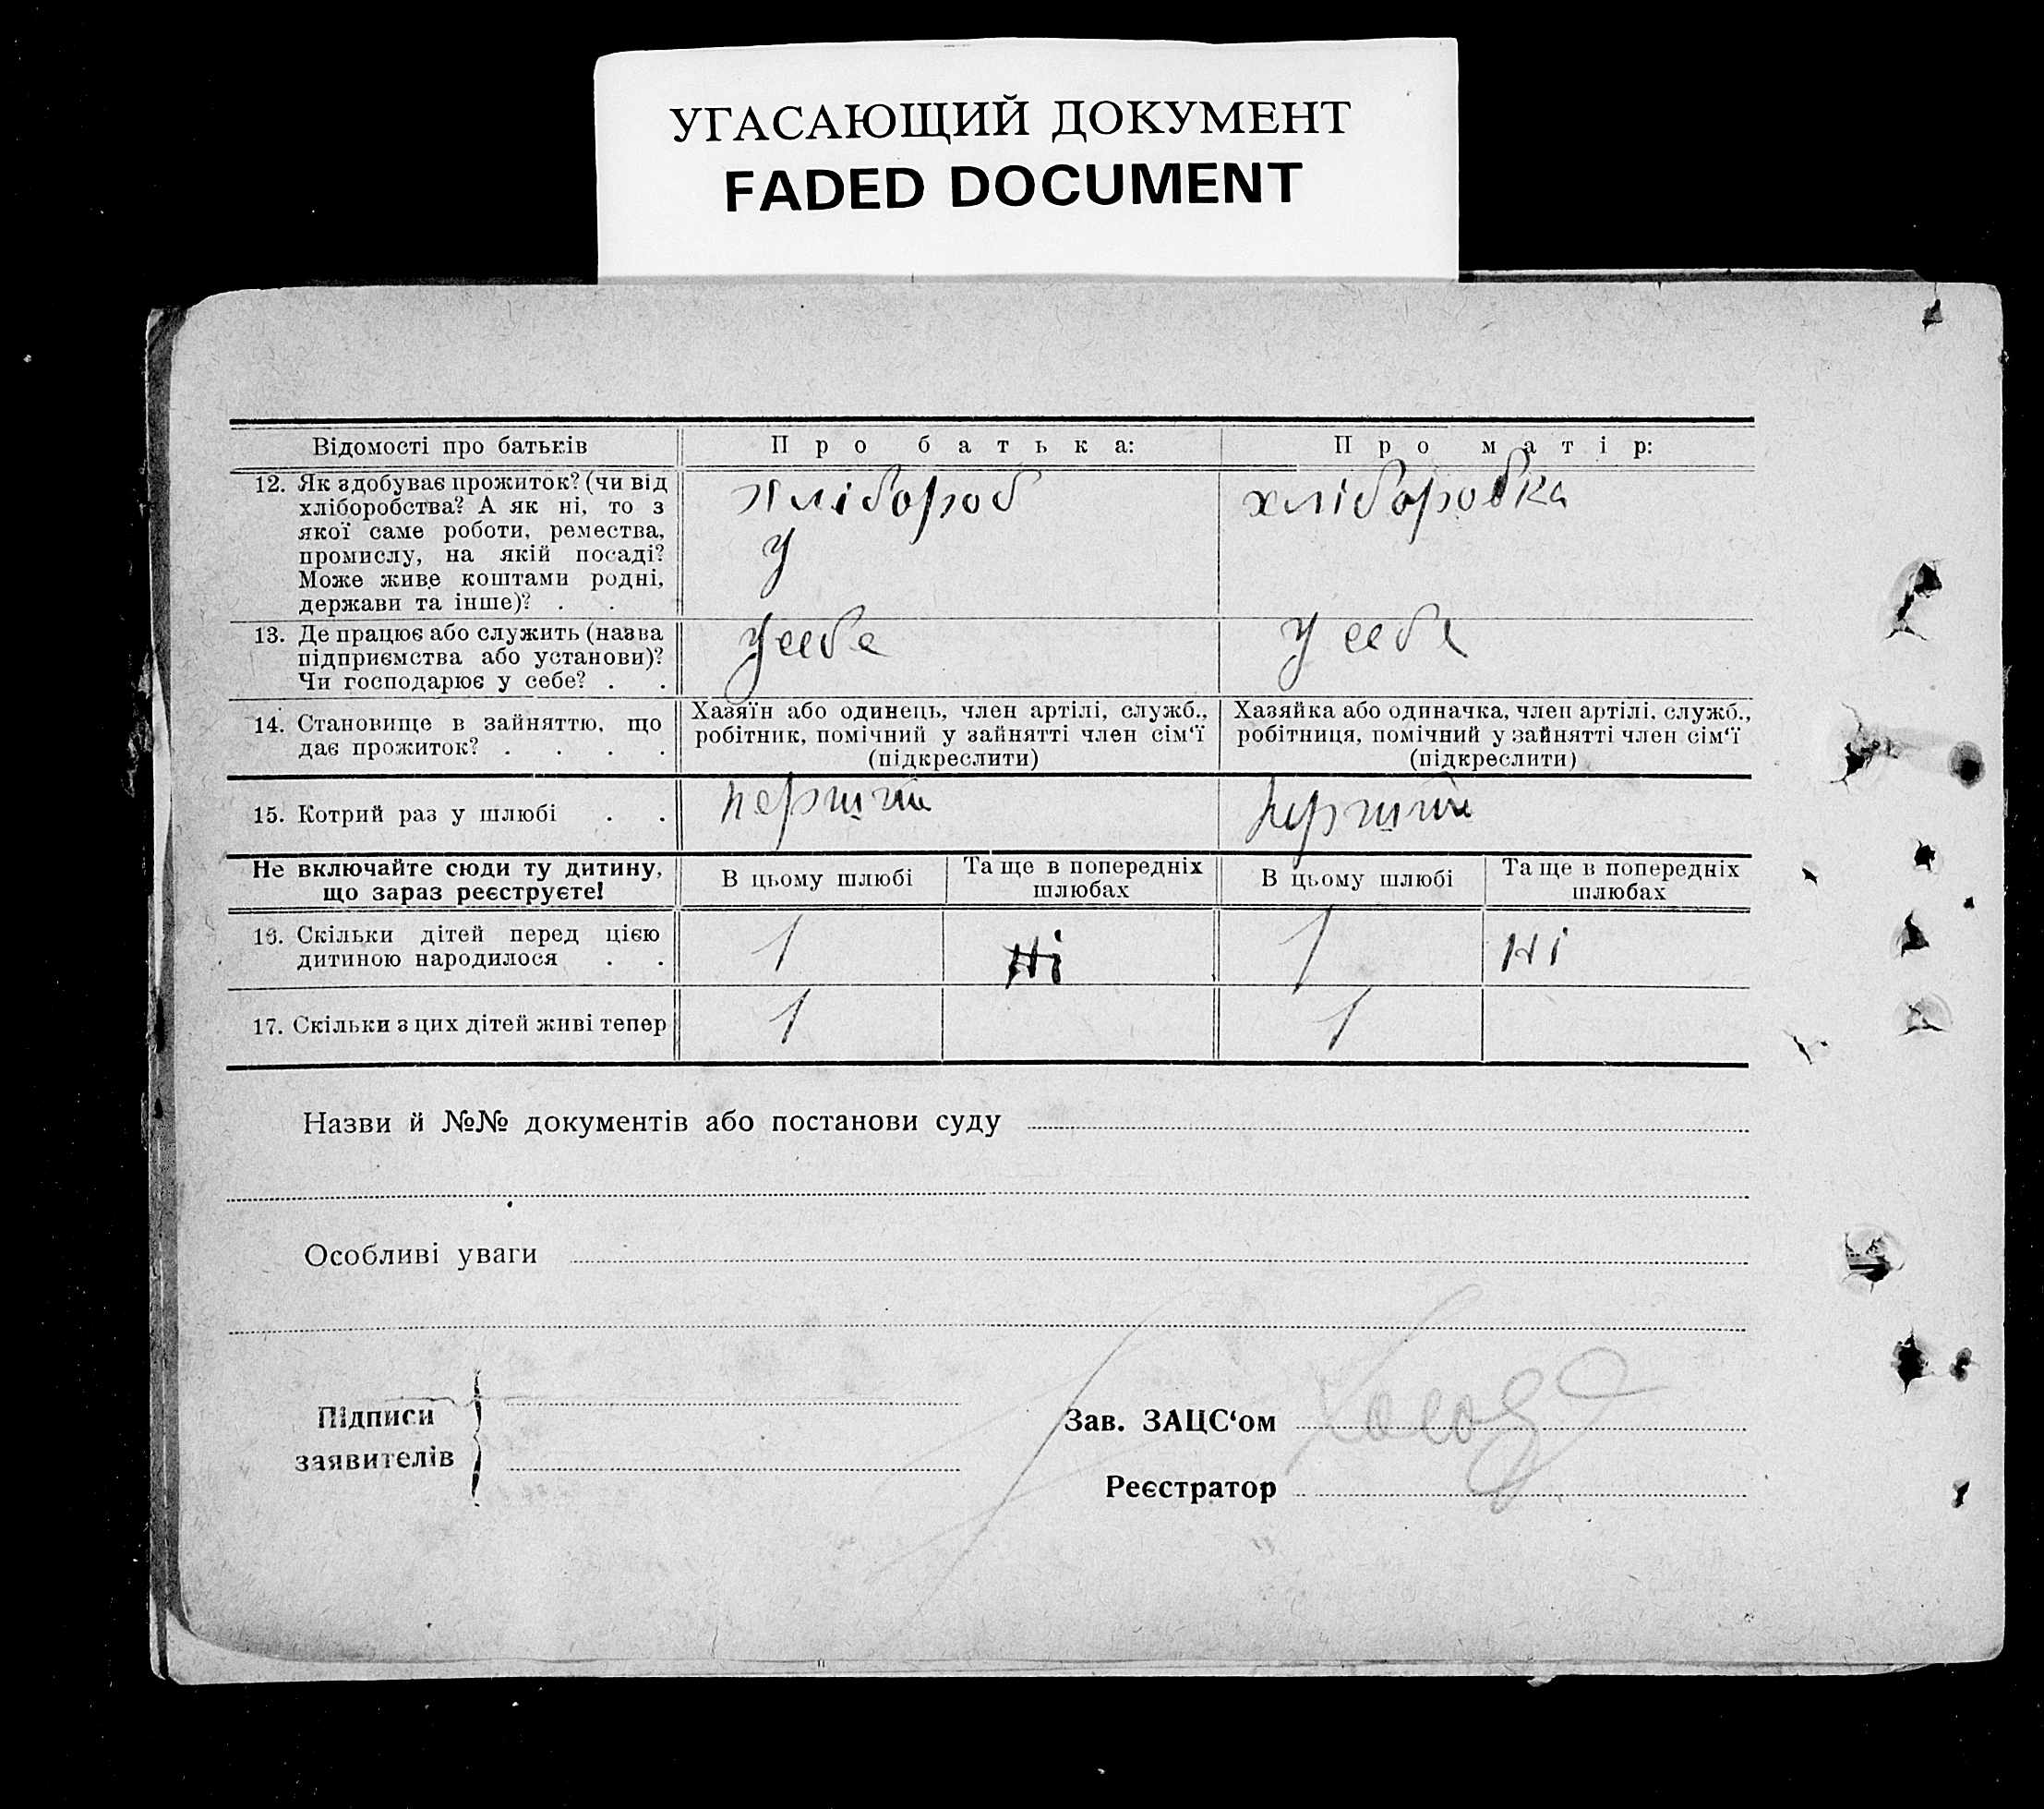 УГАСАЮЩИЙ ДОКУМЕНТ
FADED DOCUMENT
Відомості про батьків
Про батька:
Про матір:
12. Як здобуває прожиток? (чи від
хліборобства? А як ні, то з
якої саме роботи, ремества,
промислу, на якій посаді?
Може живе коштами родні,
держави та інше)? . .
хлібороб
у
хліборобка
13. Де працює або служить (назва
підприємства або установи)?
Чи господарює у себе? . .
у себе
у себе
14. Становище в зайняттю, що
дає прожиток? . . . .
Хазяїн або одинець, член артілі, служб.,
робітник, помічний у зайнятті член сім'ї
(підкреслити)
Хазяйка або одиначка, член артілі, служб.,
робітниця, помічний у зайнятті член сім'ї
(підкреслити)
15. Котрий раз у шлюбі . .
перший
перший
Не включайте сюди ту дитину,
що зараз реєструєте!
В цьому шлюбі
Та ще в попередніх
шлюбах
В цьому шлюбі
Та ще в попередніх
шлюбах
16. Скільки дітей перед цією
дитиною народилося . .
1
ні
1
ні
17. Скільки з цих дітей живі тепер
1
1
Назви й №№ документів або постанови суду
Особливі уваги
Підписи
заявителів
Зав. ЗАЦС'ом
Реєстратор